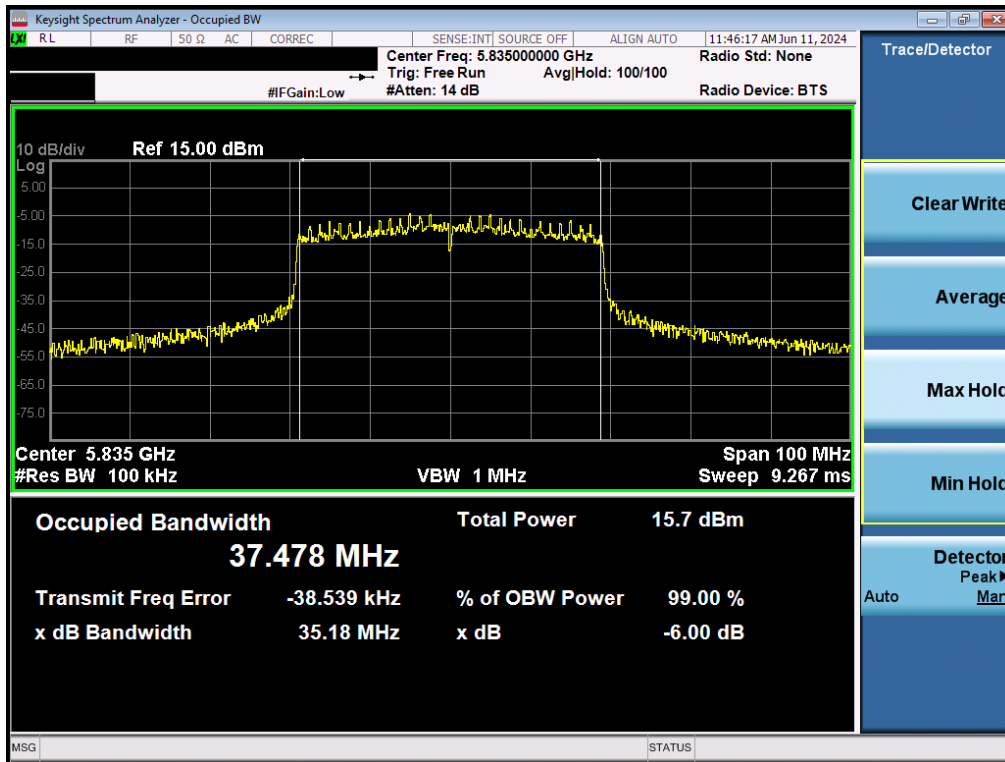 Keysight Spectrum Analyzer - Occupied BW
LXI RL RF 50 Ω AC CORREC SENSE:INT SOURCE OFF ALIGN AUTO 11:46:17 AM Jun 11, 2024
Center Freq: 5.835000000 GHz Radio Std: None
Trig: Free Run Avg|Hold: 100/100
#IFGain:Low #Atten: 14 dB Radio Device: BTS
10 dB/div Ref 15.00 dBm
Log
5.00
-5.00
-15.0
-25.0
-35.0
-45.0
-55.0
-65.0
-75.0
Center 5.835 GHz Span 100 MHz
#Res BW 100 kHz VBW 1 MHz Sweep 9.267 ms
Occupied Bandwidth Total Power 15.7 dBm
37.478 MHz
Transmit Freq Error -38.539 kHz % of OBW Power 99.00 %
x dB Bandwidth 35.18 MHz x dB -6.00 dB
MSG STATUS
Trace/Detector
Clear Write
Average
Max Hold
Min Hold
Detector
Peak
Auto Man